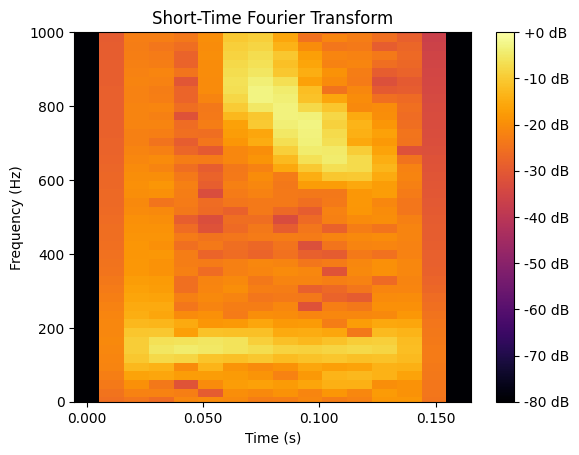 Short-Time Fourier Transform
Frequency (Hz)
1000
800
600
400
200
0
0.000
0.050
0.100
0.150
Time (s)
+0 dB
-10 dB
-20 dB
-30 dB
-40 dB
-50 dB
-60 dB
-70 dB
-80 dB